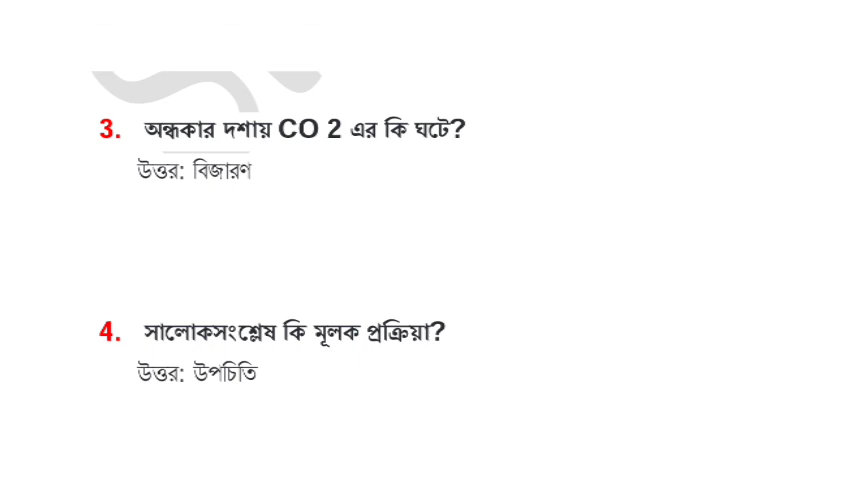 3. অন্ধকার দশায় CO 2 এর কি ঘটে?
উত্তর: বিজারণ
4. সালোকসংশ্লেষ কি মূলক প্রক্রিয়া?
উত্তর: উপচিতি